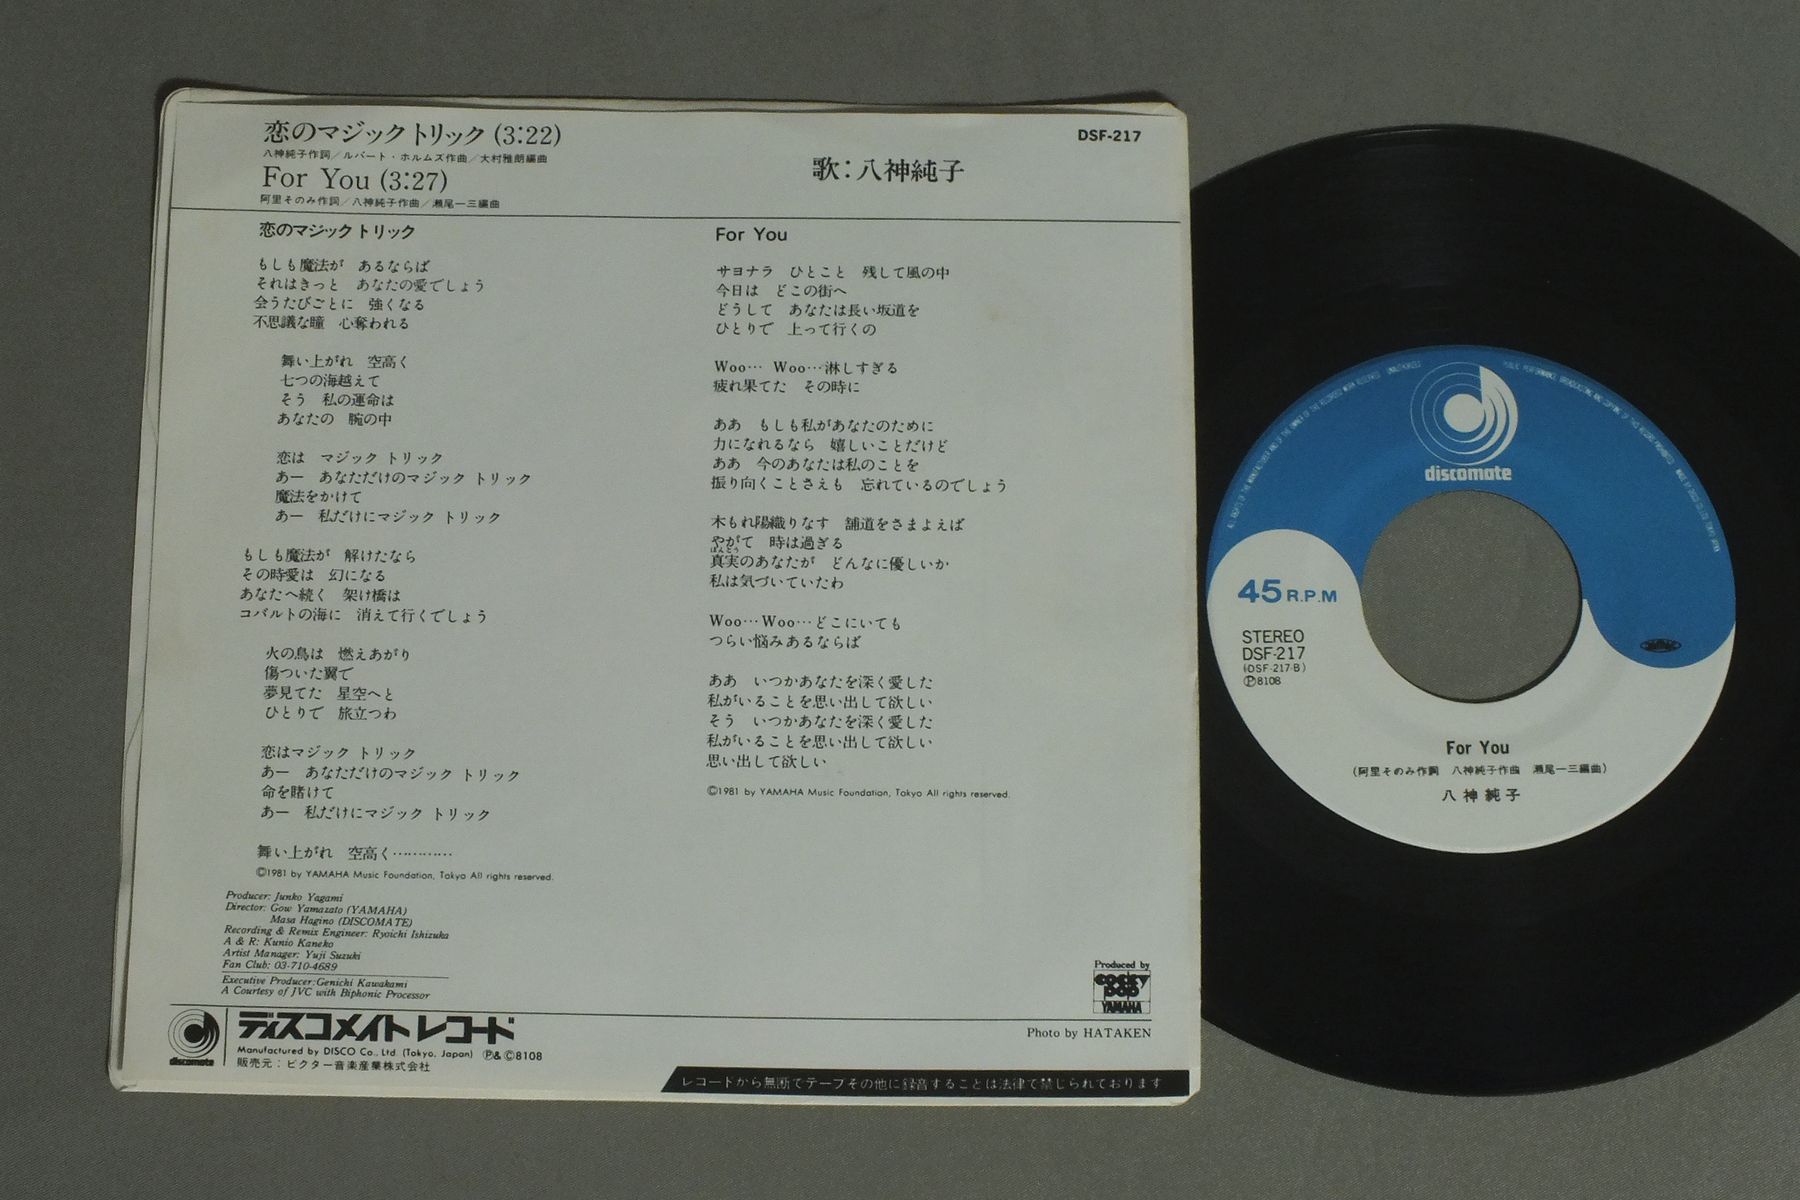 恋のマジック トリック (3:22)
八神純子作詞／ルパート・ホルムズ作曲／大村雅朗編曲
For You (3:27)
阿里そのみ作詞／八神純子作曲／瀬尾一三編曲
歌：八神純子
DSF-217
恋のマジック トリック
もしも魔法が　あるならば
それはきっと　あなたの愛でしょう
会うたびごとに　強くなる
不思議な瞳　心奪われる
舞い上がれ　空高く
七つの海越えて
そう　私の運命は
あなたの　腕の中
恋は　マジック トリック
あー　あなただけのマジック トリック
魔法をかけて
あー　私だけにマジック トリック
もしも魔法が　解けたなら
その時愛は　幻になる
あなたへ続く　架け橋は
コバルトの海に　消えて行くでしょう
火の鳥は　燃えあがり
傷ついた翼で
夢見てた　星空へと
ひとりで　旅立つわ
恋はマジック トリック
あー　あなただけのマジック トリック
命を賭けて
あー　私だけにマジック トリック
舞い上がれ　空高く…………
©1981 by YAMAHA Music Foundation, Tokyo All rights reserved.
For You
サヨナラ　ひとこと　残して風の中
今日は　どこの街へ
どうして　あなたは長い坂道を
ひとりで　上って行くの
Woo… Woo…淋しすぎる
疲れ果てた　その時に
ああ　もしも私があなたのために
力になれるなら　嬉しいことだけど
ああ　今のあなたは私のことを
振り向くことさえも　忘れているのでしょう
木もれ陽織りなす　舗道をさまよえば
やがて　時は過ぎる
ほんとう
真実のあなたが　どんなに優しいか
私は気づいていたわ
Woo…Woo…どこにいても
つらい悩みあるならば
ああ　いつかあなたを深く愛した
私がいることを思い出して欲しい
そう　いつかあなたを深く愛した
私がいることを思い出して欲しい
思い出して欲しい
©1981 by YAMAHA Music Foundation, Tokyo All rights reserved.
Producer: Junko Yagami
Director: Gow Yamazato (YAMAHA)
Masa Hagino (DISCOMATE)
Recording & Remix Engineer: Ryoichi Ishizuka
A & R: Kunio Kaneko
Artist Manager: Yuji Suzuki
Fan Club: 03-710-4689
Executive Producer: Genichi Kawakami
A Courtesy of JVC with Biphonic Processor
discomate
ディスコメイトレコード
Manufactured by DISCO Co., Ltd. (Tokyo, Japan) Ⓟ&©8108
販売元：ビクター音楽産業株式会社
Produced by
cocky pop
YAMAHA
Photo by HATAKEN
レコードから無断でテープその他に録音することは法律で禁じられております
discomate
45 R.P.M
STEREO
DSF-217
(DSF-217-B)
Ⓟ8108
For You
(阿里そのみ作詞　八神純子作曲　瀬尾一三編曲)
八神純子